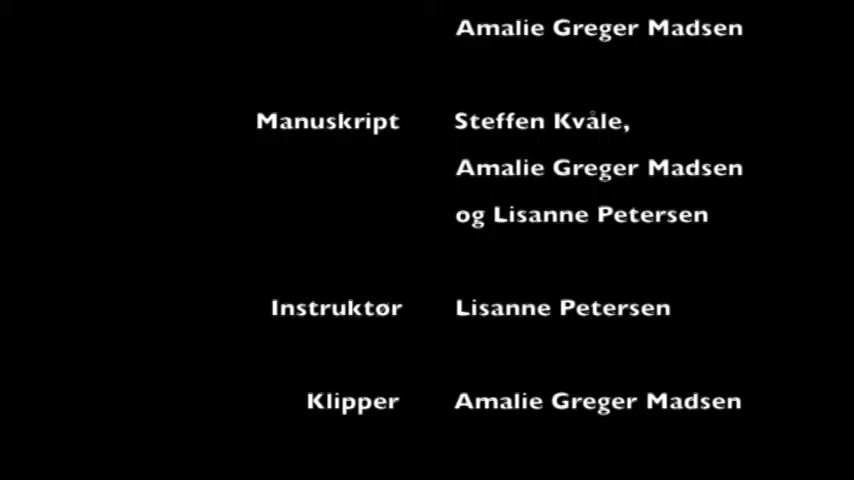 Amalie Greger Madsen
Manuskript Steffen Kvåle,
Amalie Greger Madsen
og Lisanne Petersen
Instruktør Lisanne Petersen
Klipper Amalie Greger Madsen